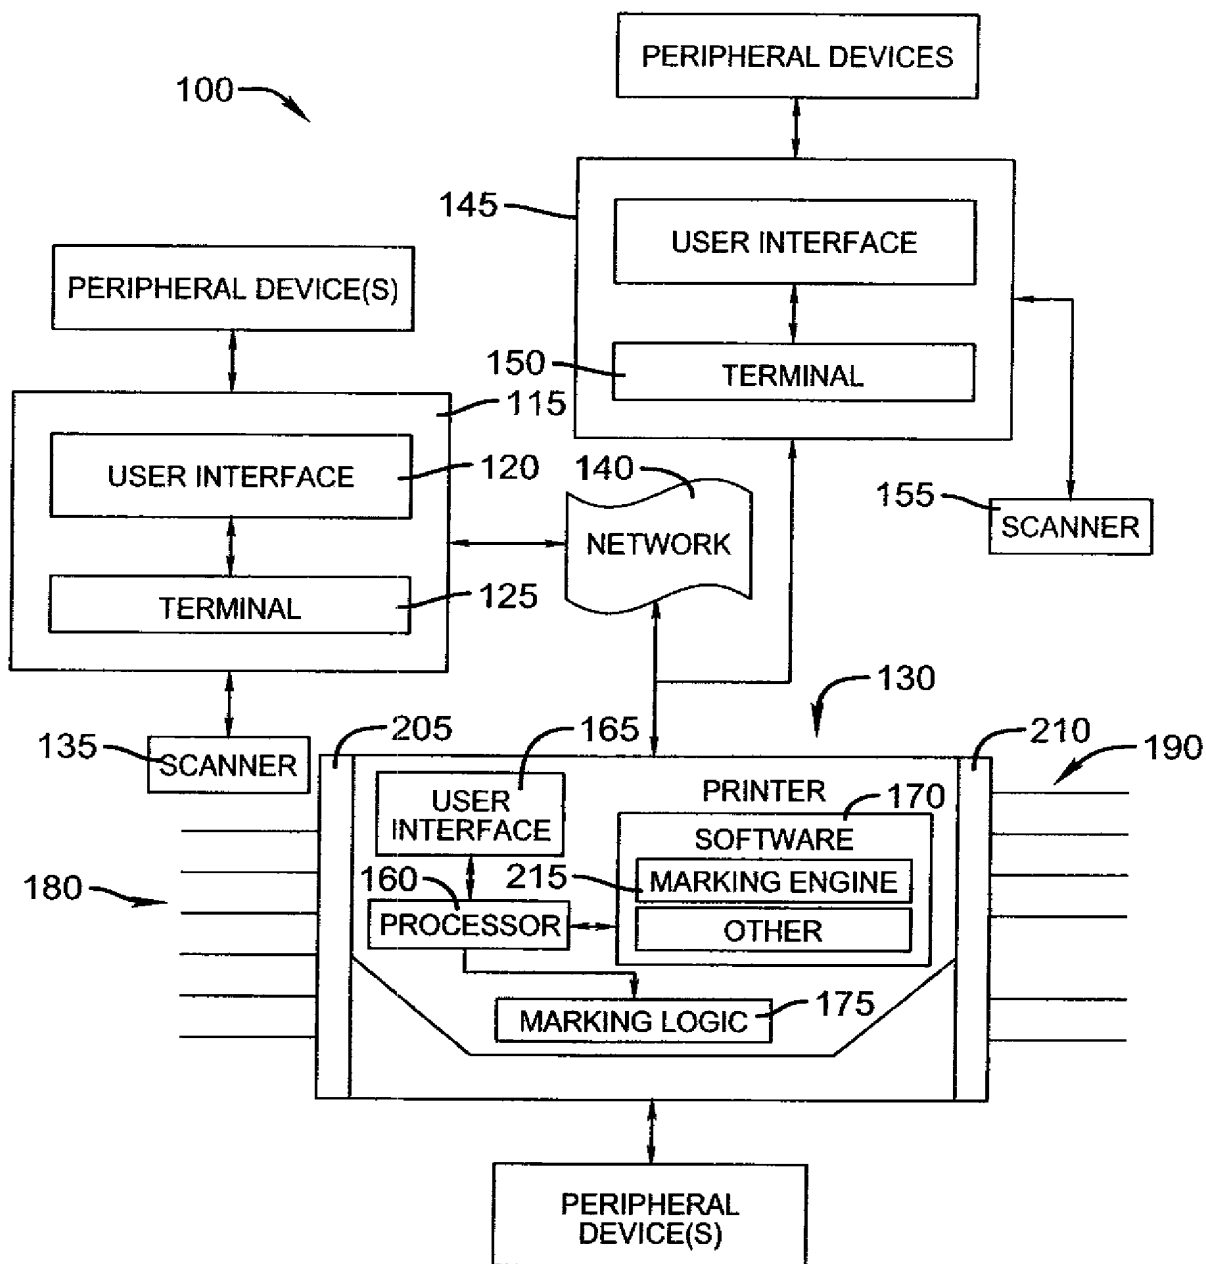 PERIPHERAL DEVICES
100
145
USER INTERFACE
PERIPHERAL DEVICE(S)
150
TERMINAL
115
USER INTERFACE
120
140
155
SCANNER
NETWORK
TERMINAL
125
130
135
SCANNER
205
165
210
190
USER
INTERFACE
PRINTER
170
SOFTWARE
160
215
MARKING ENGINE
180
PROCESSOR
OTHER
MARKING LOGIC
175
PERIPHERAL
DEVICE(S)